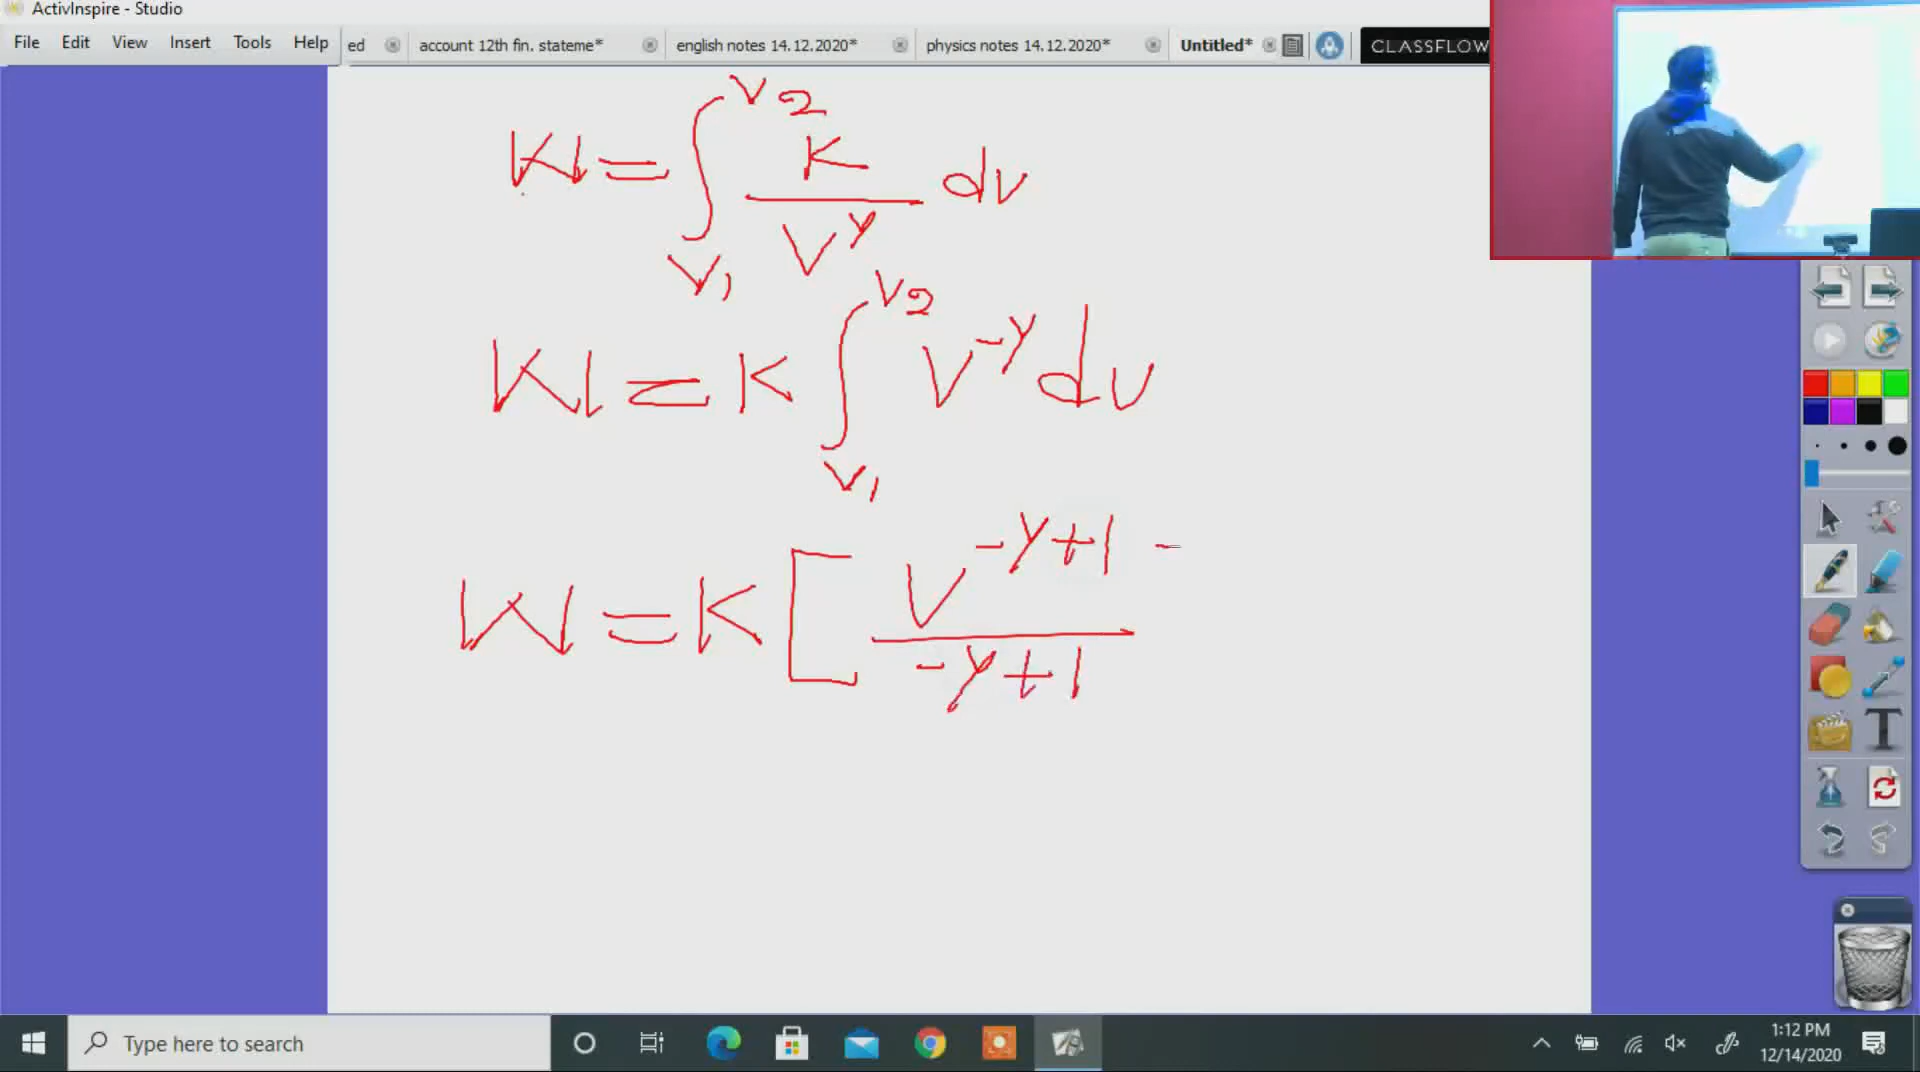 ActivInspire - Studio
File Edit View Insert Tools Help ed account 12th fin. stateme* english notes 14.12.2020* physics notes 14.12.2020* Untitled* CLASSFLOW
W = ∫_{V1}^{V2} K / V^γ dv
W = K ∫_{V1}^{V2} V^{-γ} dv
W = K [ V^{-γ+1} / -γ+1 -
T
Type here to search
1:12 PM
12/14/2020